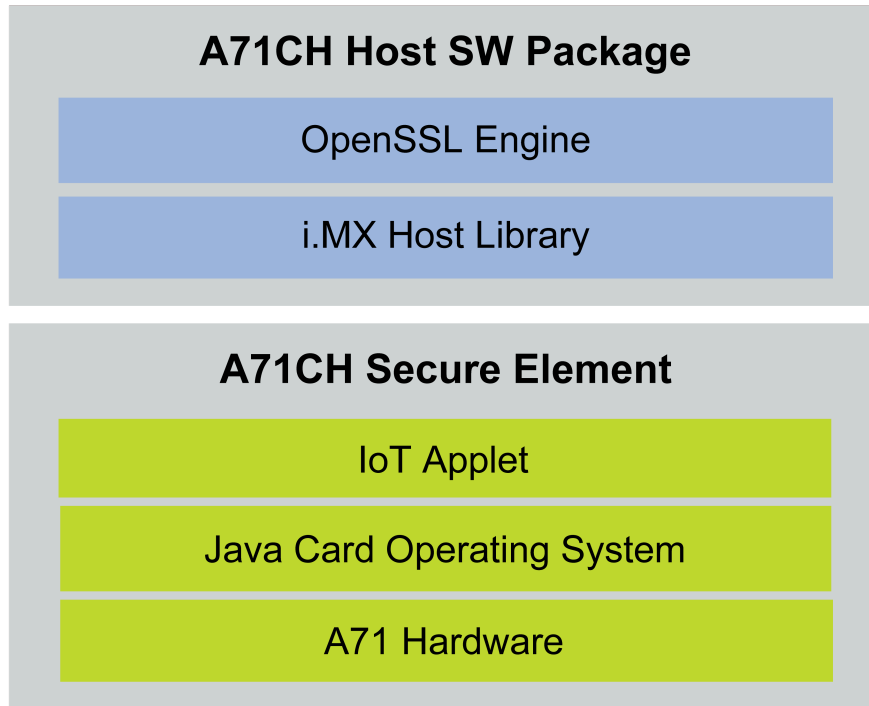 A71CH Host SW Package
OpenSSL Engine
i.MX Host Library
A71CH Secure Element
IoT Applet
Java Card Operating System
A71 Hardware